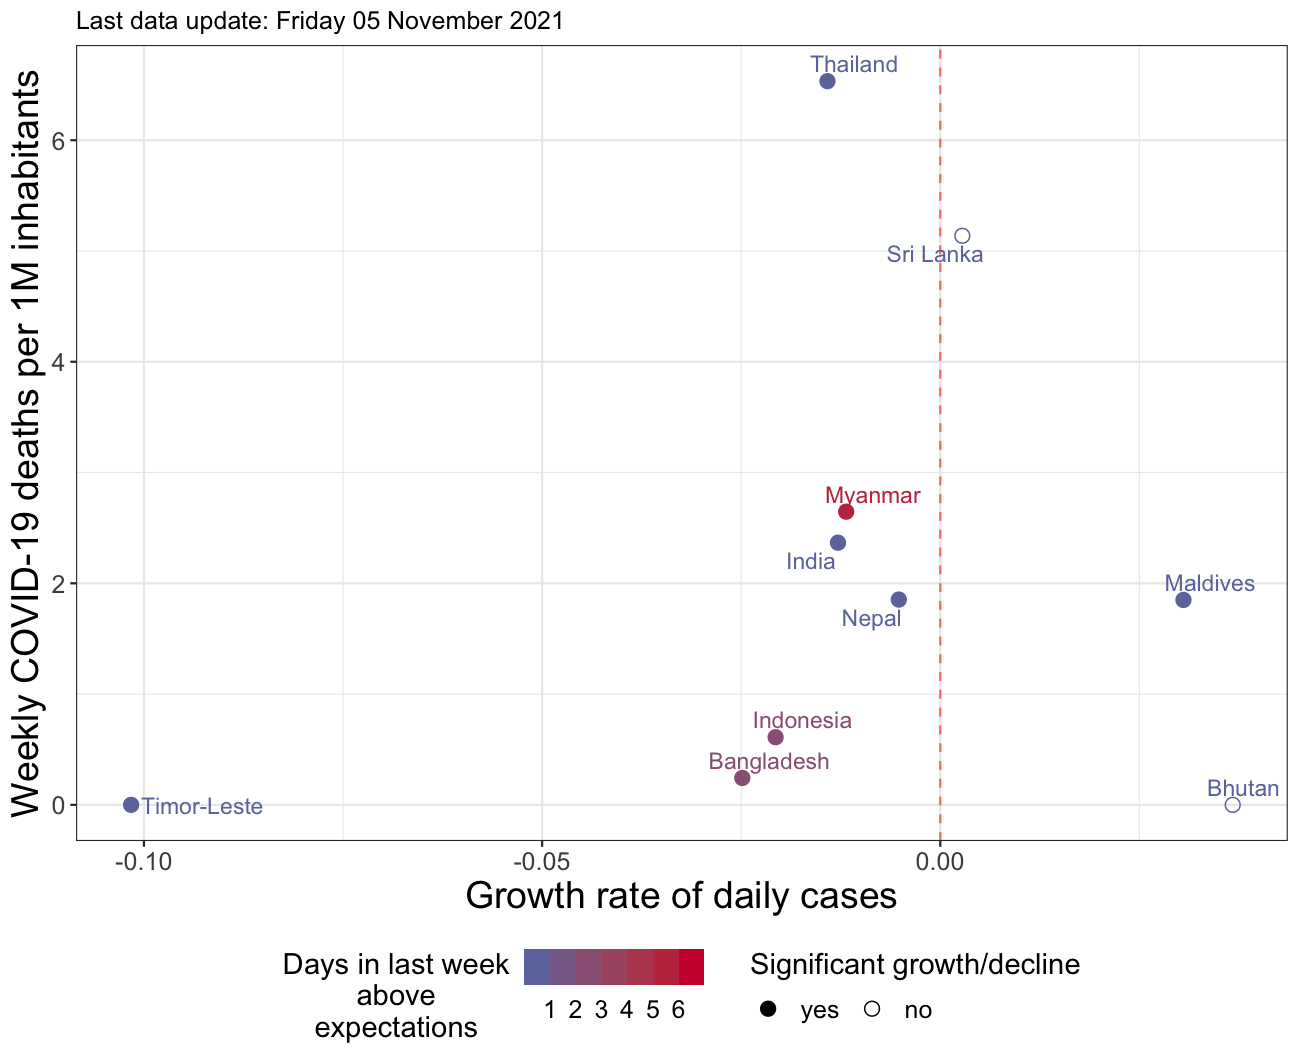 Last data update: Friday 05 November 2021
Weekly COVID-19 deaths per 1M inhabitants
6
4
2
0
Thailand
Sri Lanka
Myanmar
India
Maldives
Nepal
Indonesia
Bangladesh
Bhutan
Timor-Leste
-0.10
-0.05
0.00
Growth rate of daily cases
Days in last week
above
expectations
1 2 3 4 5 6
Significant growth/decline
yes
no